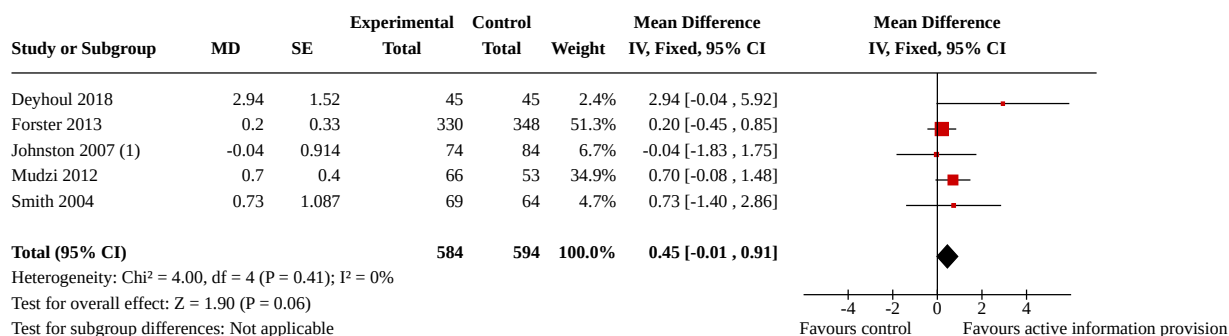 Experimental Control Mean Difference Mean Difference
Study or Subgroup MD SE Total Total Weight IV, Fixed, 95% CI IV, Fixed, 95% CI
Deyhoul 2018 2.94 1.52 45 45 2.4% 2.94 [-0.04 , 5.92]
Forster 2013 0.2 0.33 330 348 51.3% 0.20 [-0.45 , 0.85]
Johnston 2007 (1) -0.04 0.914 74 84 6.7% -0.04 [-1.83 , 1.75]
Mudzi 2012 0.7 0.4 66 53 34.9% 0.70 [-0.08 , 1.48]
Smith 2004 0.73 1.087 69 64 4.7% 0.73 [-1.40 , 2.86]
Total (95% CI) 584 594 100.0% 0.45 [-0.01 , 0.91]
Heterogeneity: Chi² = 4.00, df = 4 (P = 0.41); I² = 0%
Test for overall effect: Z = 1.90 (P = 0.06)
-4 -2 0 2 4
Test for subgroup differences: Not applicable Favours control Favours active information provision